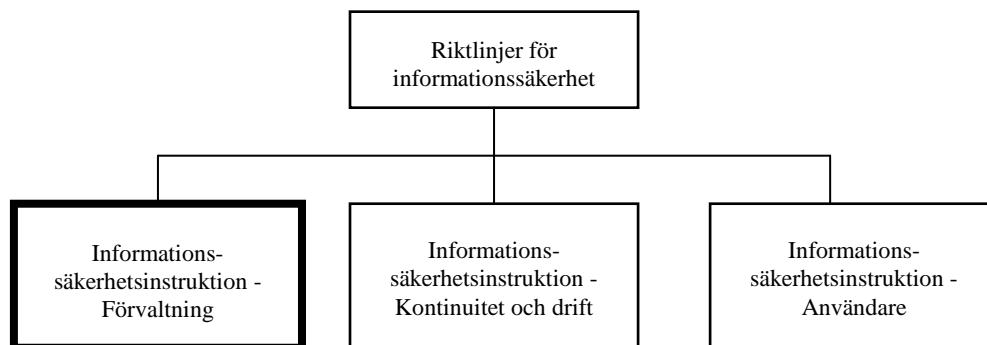 Riktlinjer för
informationssäkerhet
Informations-
säkerhetsinstruktion -
Förvaltning
Informations-
säkerhetsinstruktion -
Kontinuitet och drift
Informations-
säkerhetsinstruktion -
Användare